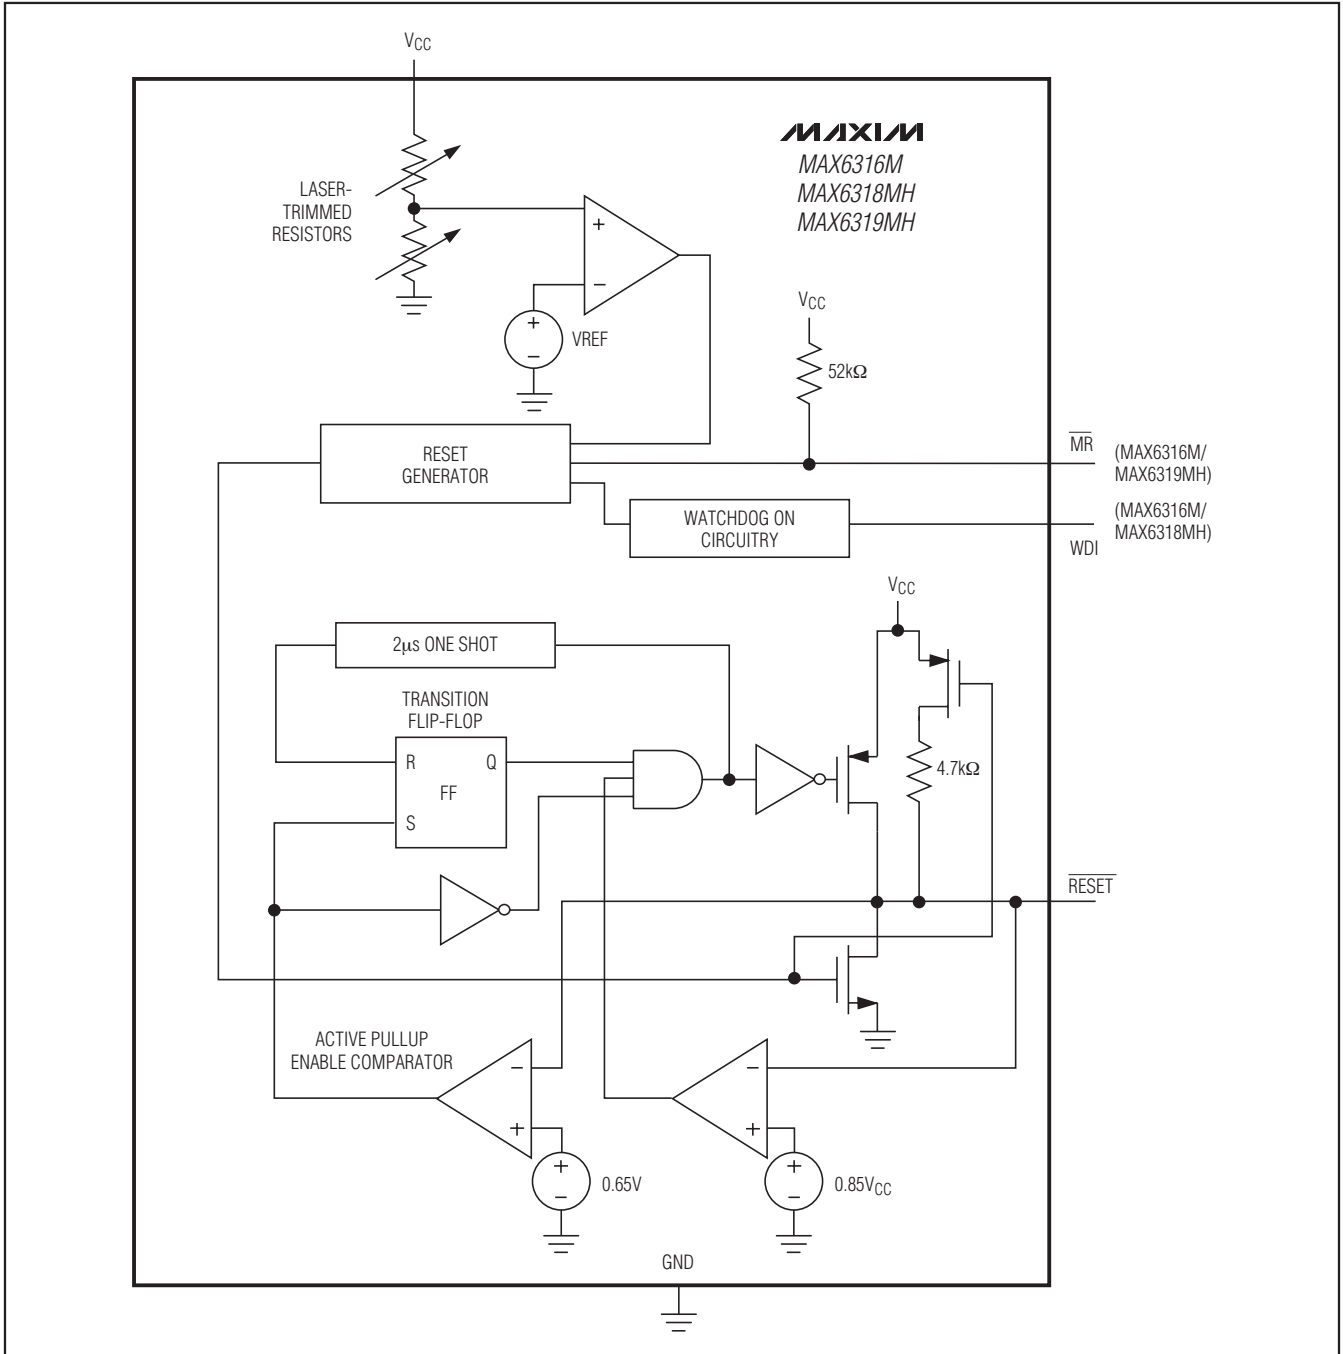 VCC
MAXIM
MAX6316M
MAX6318MH
MAX6319MH
LASER-
TRIMMED
RESISTORS
+
−
+
−
VREF
VCC
52kΩ
RESET
GENERATOR
MR
(MAX6316M/
MAX6319MH)
WATCHDOG ON
CIRCUITRY
(MAX6316M/
MAX6318MH)
WDI
VCC
2µs ONE SHOT
TRANSITION
FLIP-FLOP
R
Q
FF
S
4.7kΩ
RESET
ACTIVE PULLUP
ENABLE COMPARATOR
−
+
−
+
+
−
0.65V
+
−
0.85VCC
GND